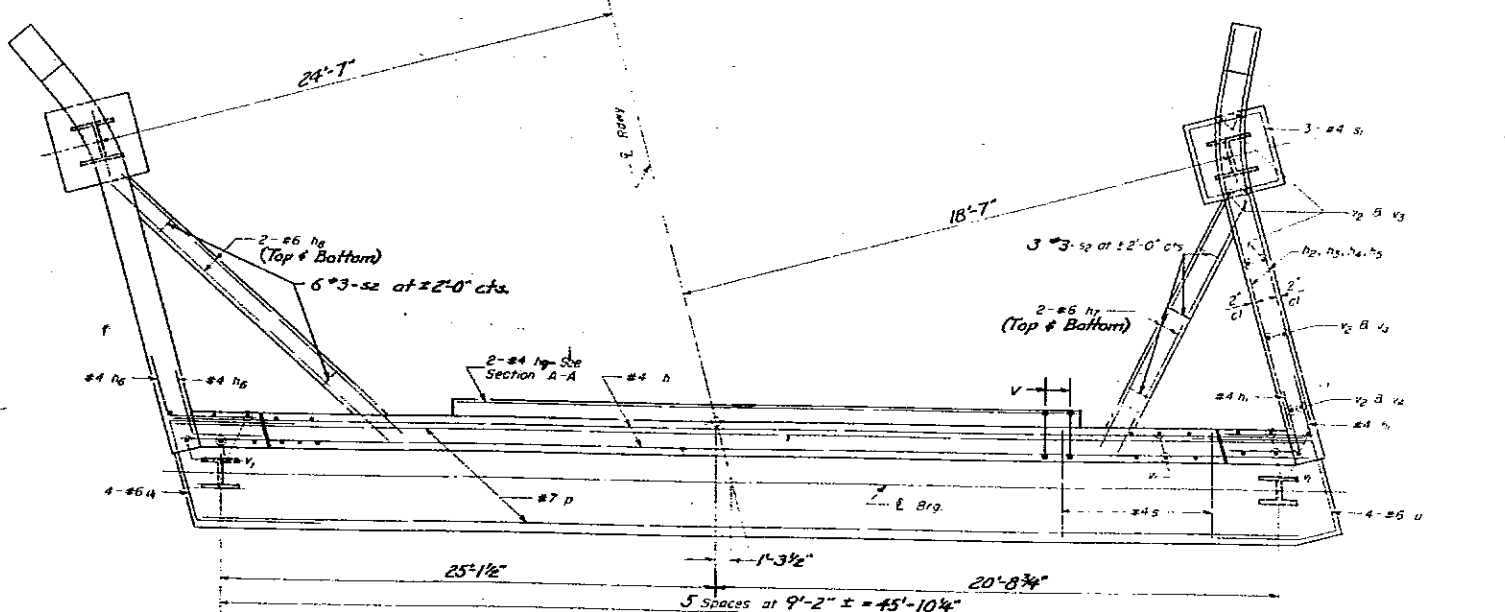 24'-7"
℄ Rdwy
3-#4 s₁
18'-7"
v₂ & v₃
2-#6 h₈
(Top & Bottom)
6 #3-s₂ at ±2'-0" cts.
3 #3-s₂ at ±2'-0" cts
h₂, h₃, h₄, h₅
2"
cl
2"
cl
2-#6 h₇
(Top & Bottom)
v₂ & v₃
#4 h₆
#4 h₆
2-#4 h₉-See
Section A-A
#4 h
V
#4 h₁
v₂ & v₂
#4 h₁
v₁
v₁
v₁
4-#6 u
#7 p
℄ Brg.
#4 s
4-#6 u
1'-3½"
25'-1½"
20'-8¾"
5 Spaces at 9'-2" ± = 45'-10¼"